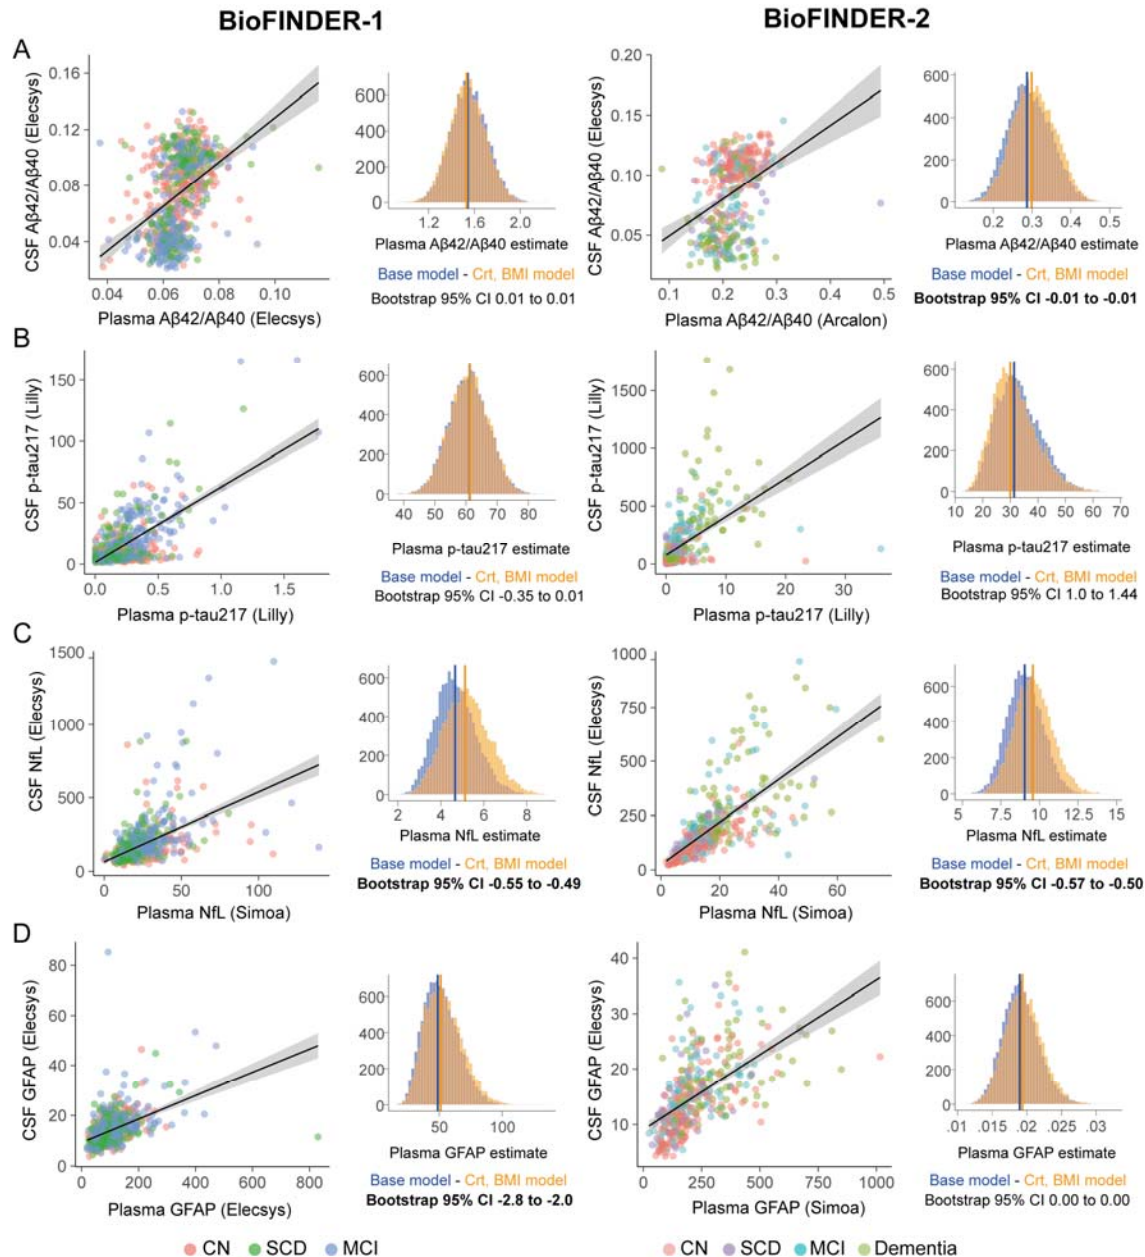 BioFINDER-1
BioFINDER-2
A
CSF Aβ42/Aβ40 (Elecsys)
0.16
0.12
0.08
0.04
0.04 0.06 0.08 0.10
Plasma Aβ42/Aβ40 (Elecsys)
600
400
200
0
1.2 1.6 2.0
Plasma Aβ42/Aβ40 estimate
Base model - Crt, BMI model
Bootstrap 95% CI 0.01 to 0.01
CSF Aβ42/Aβ40 (Elecsys)
0.20
0.15
0.10
0.05
0.1 0.2 0.3 0.4 0.5
Plasma Aβ42/Aβ40 (Arcalon)
600
400
200
0
0.2 0.3 0.4 0.5
Plasma Aβ42/Aβ40 estimate
Base model - Crt, BMI model
Bootstrap 95% CI -0.01 to -0.01
B
CSF p-tau217 (Lilly)
150
100
50
0
0.0 0.5 1.0 1.5
Plasma p-tau217 (Lilly)
600
400
200
0
40 50 60 70 80
Plasma p-tau217 estimate
Base model - Crt, BMI model
Bootstrap 95% CI -0.35 to 0.01
CSF p-tau217 (Lilly)
1500
1000
500
0
0 10 20 30
Plasma p-tau217 (Lilly)
600
400
200
0
10 20 30 40 50 60 70
Plasma p-tau217 estimate
Base model - Crt, BMI model
Bootstrap 95% CI 1.0 to 1.44
C
CSF NfL (Elecsys)
1500
1000
500
0
0 50 100
Plasma NfL (Simoa)
600
400
200
0
2 4 6 8
Plasma NfL estimate
Base model - Crt, BMI model
Bootstrap 95% CI -0.55 to -0.49
CSF NfL (Elecsys)
1000
750
500
250
0
0 20 40 60
Plasma NfL (Simoa)
600
400
200
0
5 7.5 10 12.5 15
Plasma NfL estimate
Base model - Crt, BMI model
Bootstrap 95% CI -0.57 to -0.50
D
CSF GFAP (Elecsys)
80
60
40
20
0
0 200 400 600 800
Plasma GFAP (Elecsys)
600
400
200
0
50 100
Plasma GFAP estimate
Base model - Crt, BMI model
Bootstrap 95% CI -2.8 to -2.0
CSF GFAP (Elecsys)
40
30
20
10
0 250 500 750 1000
Plasma GFAP (Simoa)
600
400
200
0
.01 .015 .02 .025 .03
Plasma GFAP estimate
Base model - Crt, BMI model
Bootstrap 95% CI 0.00 to 0.00
CN SCD MCI
CN SCD MCI Dementia